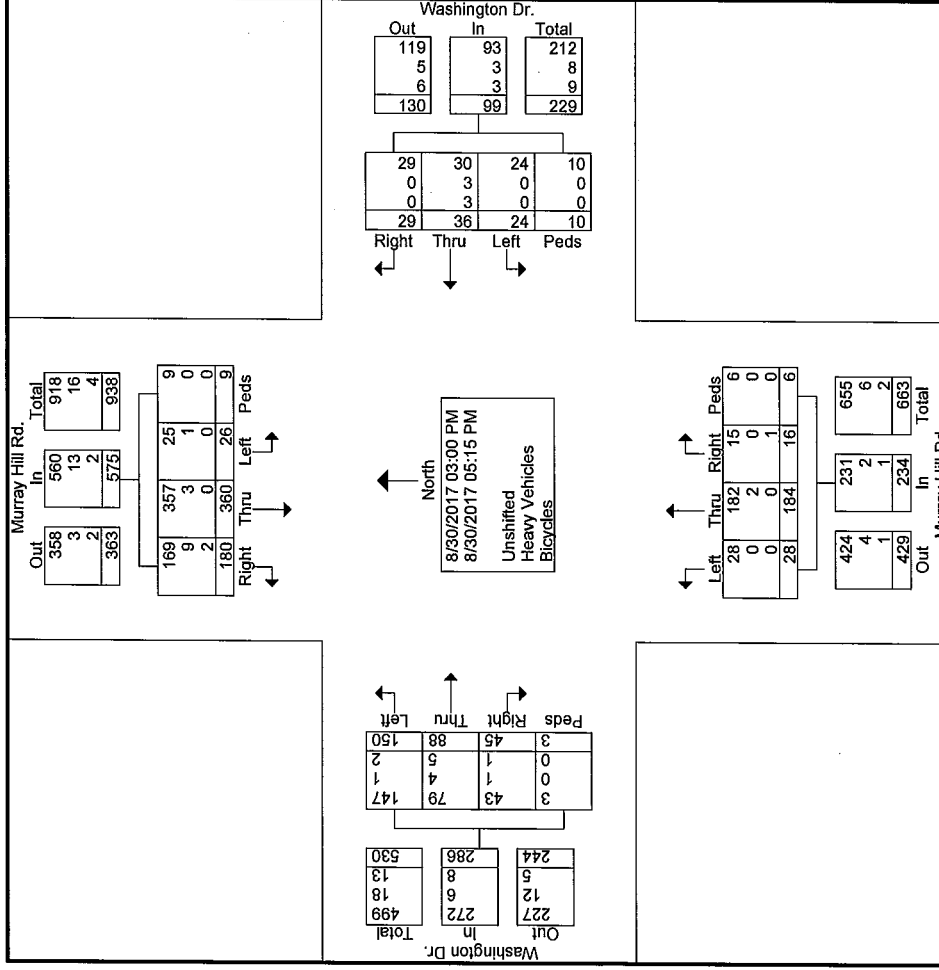 Washington Dr.
Out In Total
119 93 212
5 3 8
6 3 9
130 99 229
29 30 24 10
0 3 0 0
0 3 0 0
29 36 24 10
Right Thru Left Peds
Murray Hill Rd.
Out In Total
358 560 918
3 13 16
2 2 4
363 575 938
169 357 25 9
9 3 1 0
2 0 0 0
180 360 26 9
Right Thru Left Peds
North
8/30/2017 03:00 PM
8/30/2017 05:15 PM
Unshifted
Heavy Vehicles
Bicycles
Left Thru Right Peds
28 182 15 6
0 2 0 0
0 0 1 0
28 184 16 6
424 231 655
4 2 6
1 1 2
429 234 663
Out In Total
Murray Hill Rd.
Washington Dr.
Out In Total
227 272 499
12 6 18
5 8 13
244 286 530
3 43 79 147
0 1 4 1
0 1 5 2
3 45 88 150
Peds Right Thru Left